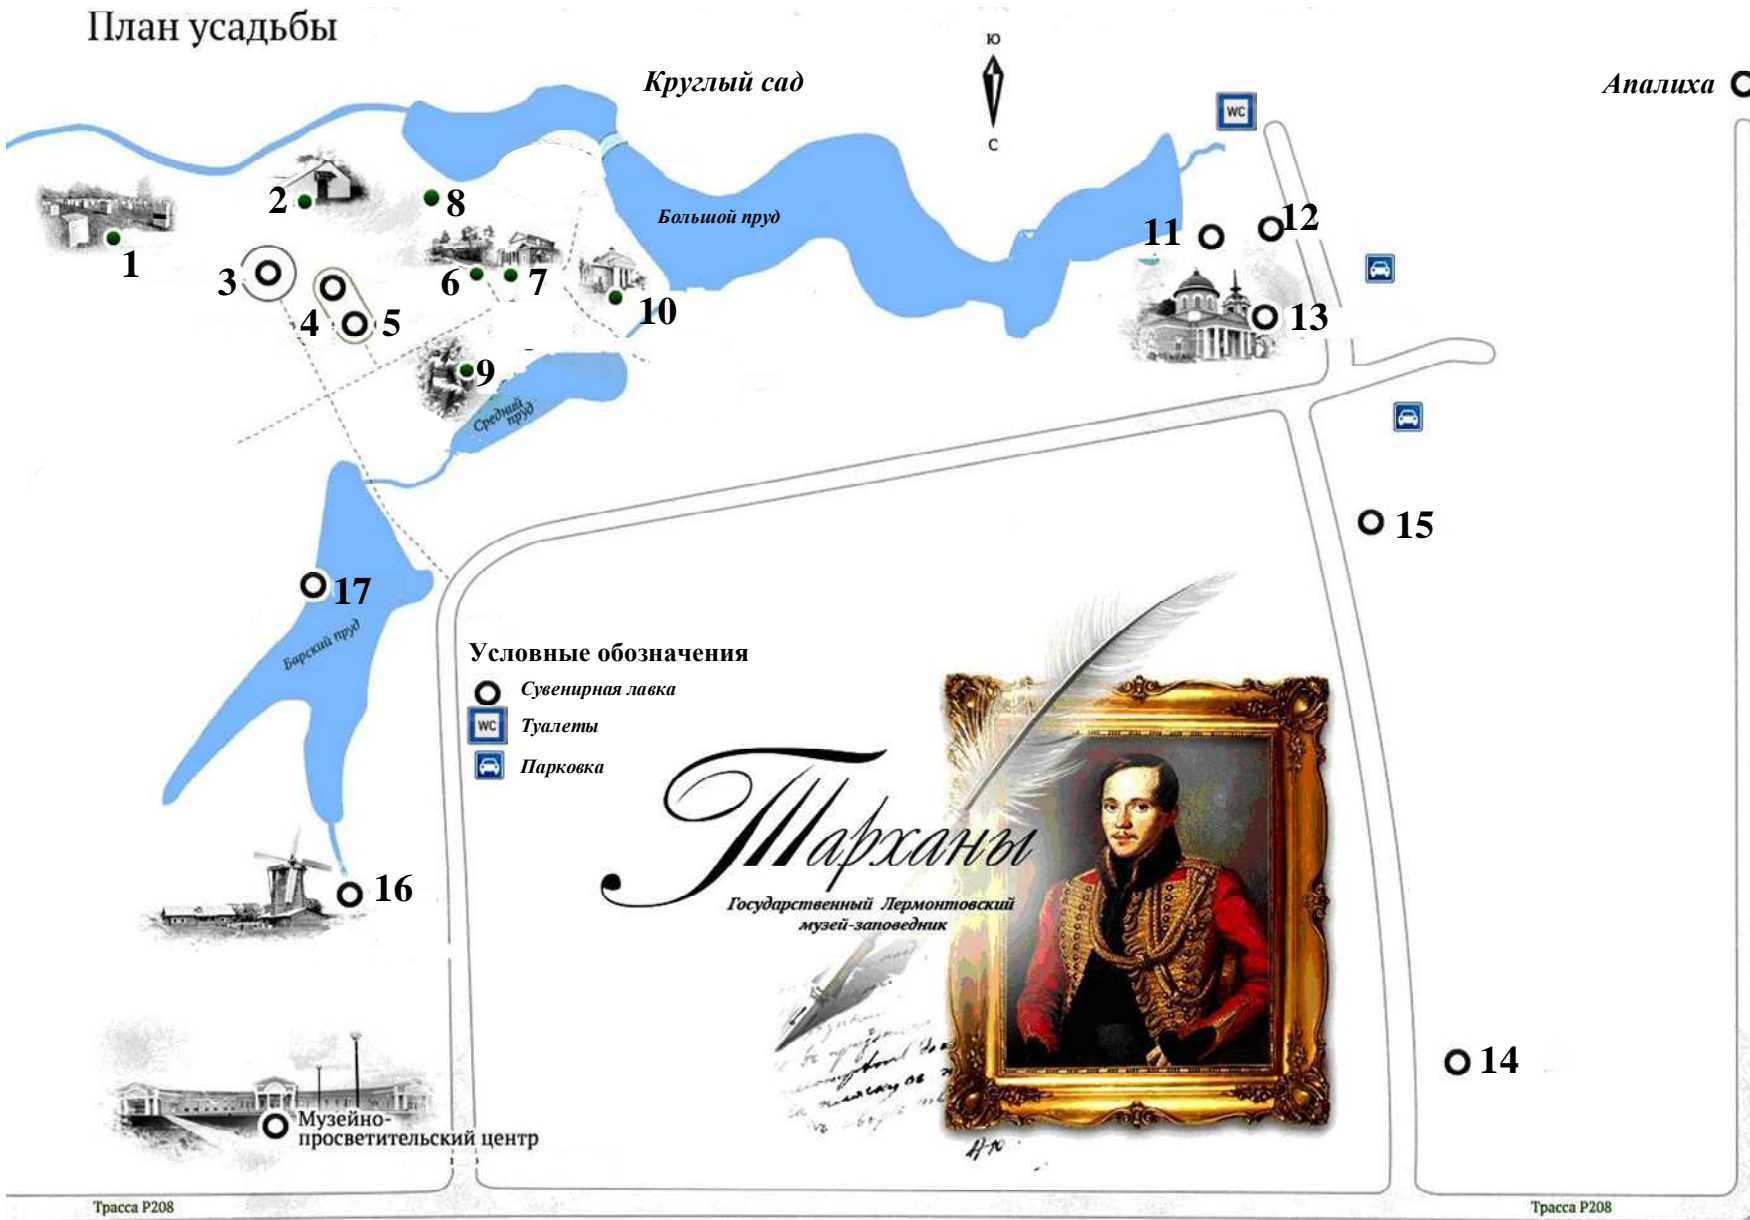 План усадьбы
Ю
С
Круглый сад
Апалиха
WC
1
2
3
4
5
6
7
8
9
10
11
12
13
Большой пруд
Средний
пруд
15
17
Барский пруд
Условные обозначения
Сувенирная лавка
WC
Туалеты
Парковка
Тарханы
Государственный Лермонтовский
музей-заповедник
16
14
Музейно-
просветительский центр
Трасса Р208
Трасса Р208